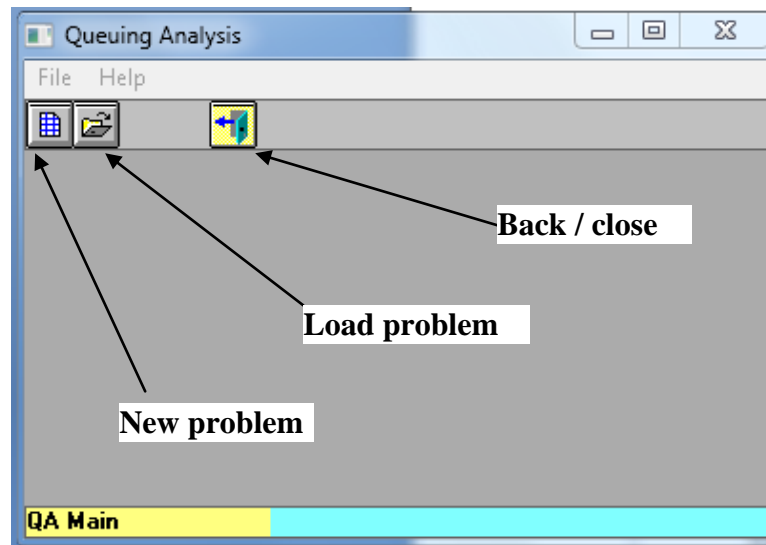 Queuing Analysis
File Help
Back / close
Load problem
New problem
QA Main